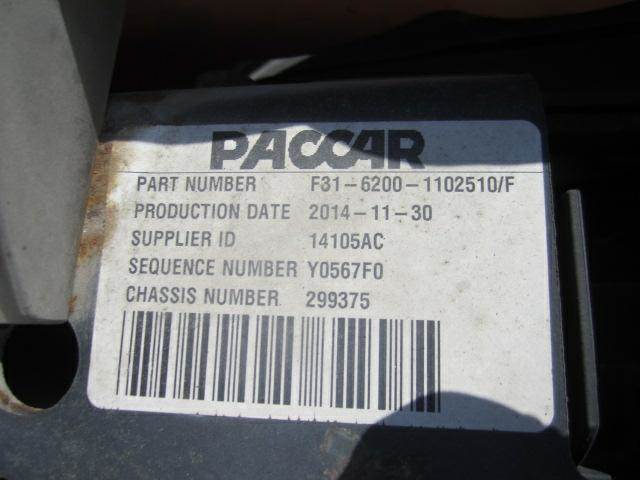 PACCAR
PART NUMBER F31-6200-1102510/F
PRODUCTION DATE 2014-11-30
SUPPLIER ID 14105AC
SEQUENCE NUMBER Y0567F0
CHASSIS NUMBER 299375